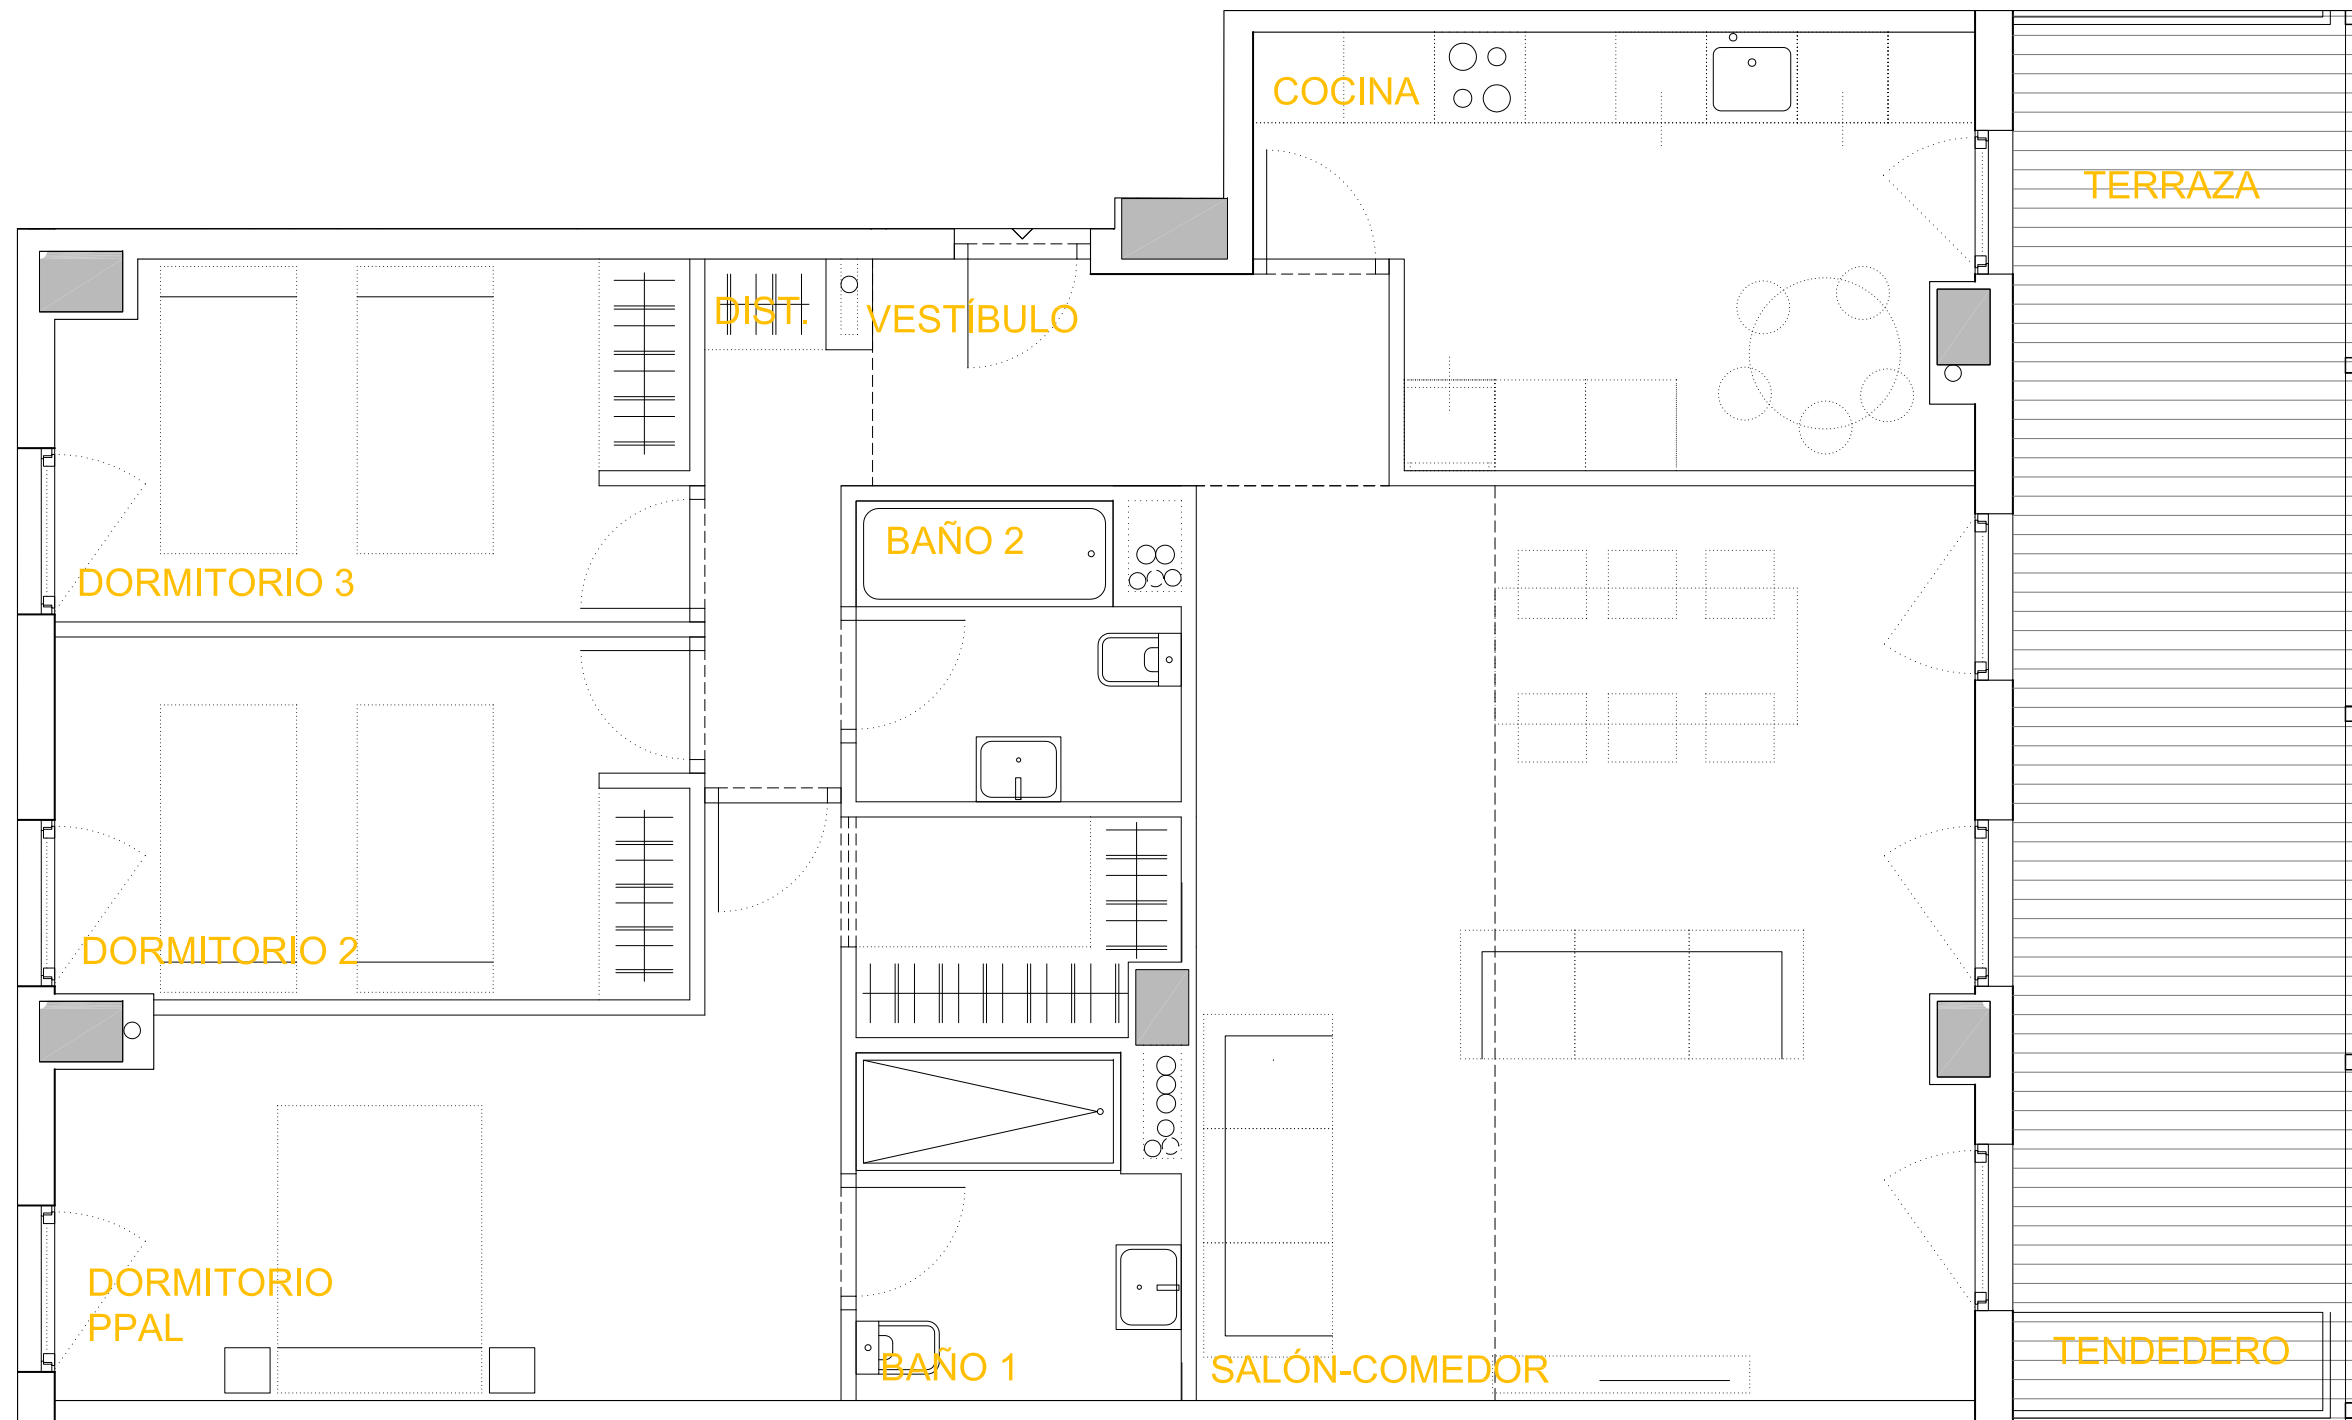 COCINA
TERRAZA
DIST.
VESTÍBULO
BAÑO 2
DORMITORIO 3
DORMITORIO 2
DORMITORIO
PPAL
BAÑO 1
SALÓN-COMEDOR
TENDEDERO